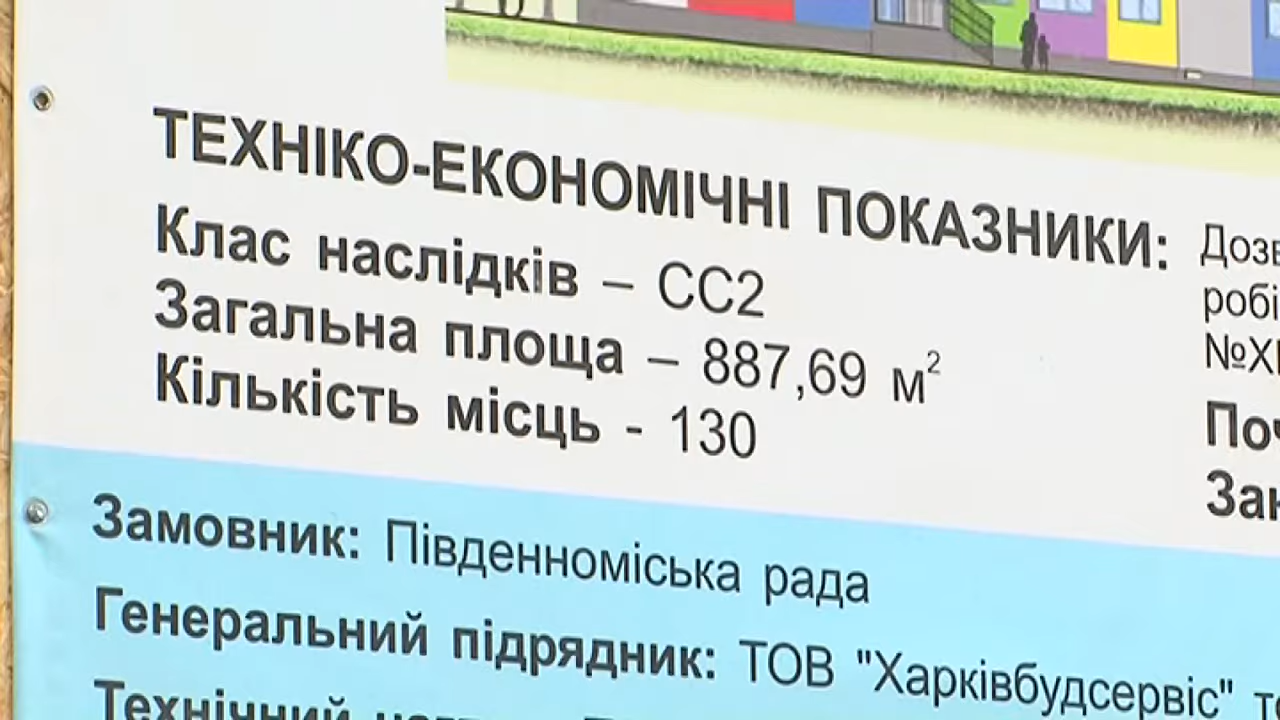 ТЕХНІКО-ЕКОНОМІЧНІ ПОКАЗНИКИ:
Клас наслідків – СС2
Загальна площа – 887,69 м²
Кількість місць - 130
Замовник: Південноміська рада
Генеральний підрядник: ТОВ "Харківбудсервіс"
Технічний